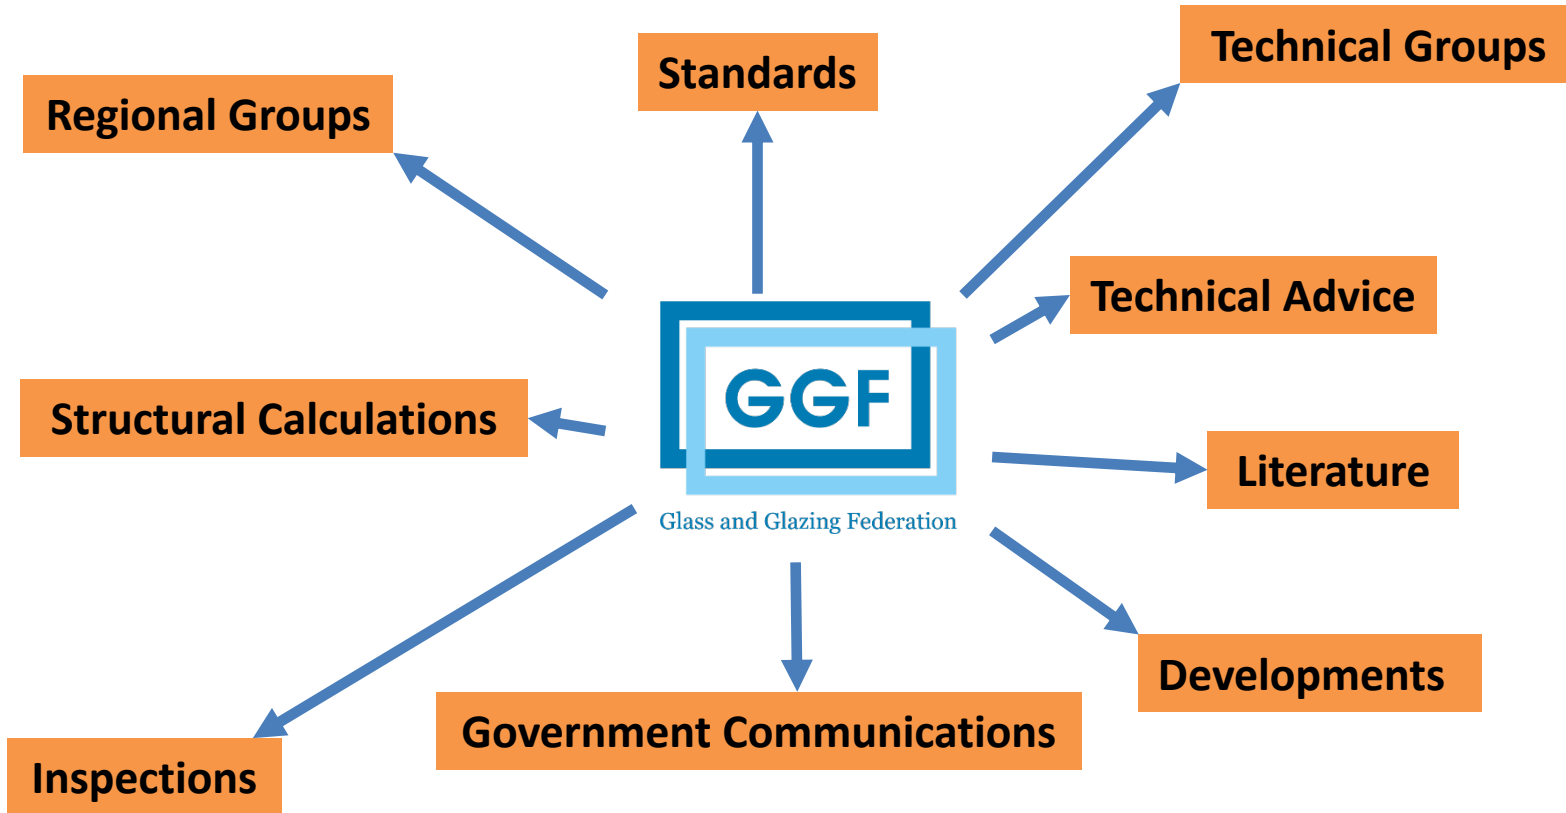 Technical Groups
Standards
Regional Groups
Technical Advice
GGF
Structural Calculations
Literature
Glass and Glazing Federation
Developments
Government Communications
Inspections